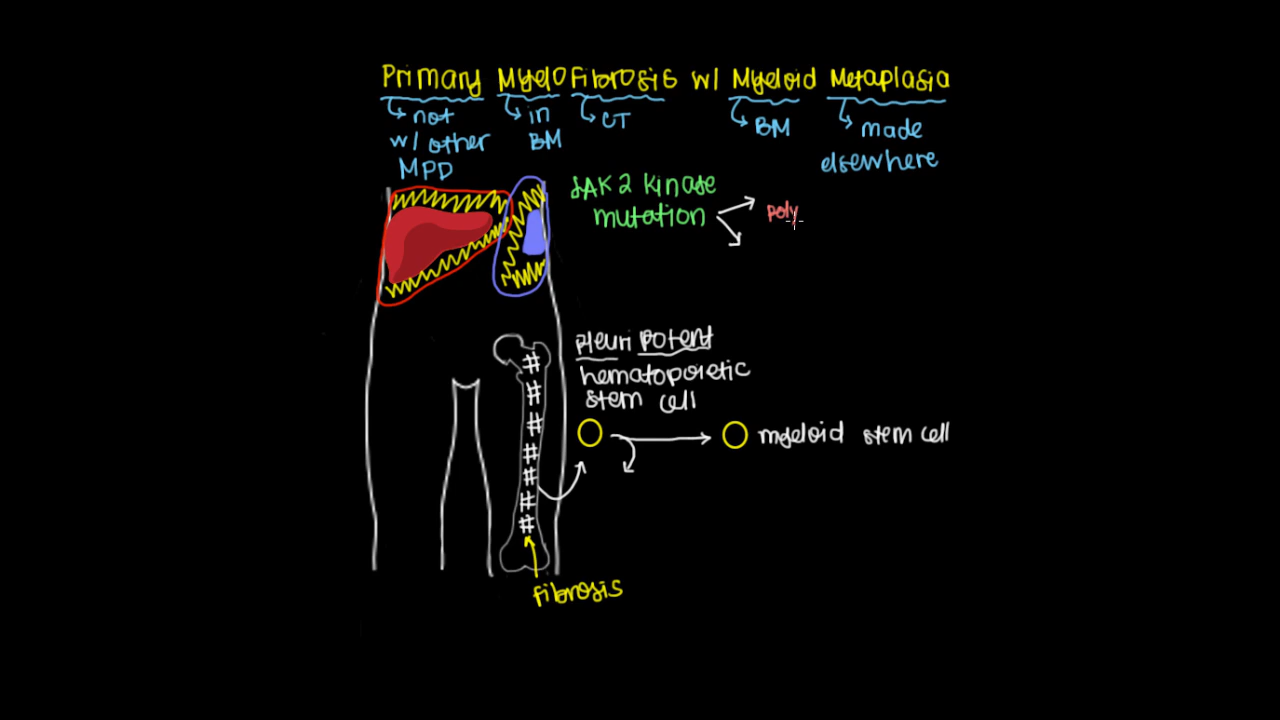 Primary MyeloFibrosis w/ Myeloid Metaplasia
not
w/ other
MPD
in
BM
CT
BM
made
elsewhere
JAK 2 kinase
mutation
poly
pleuri potent
hematopoietic
stem cell
myeloid stem cell
fibrosis